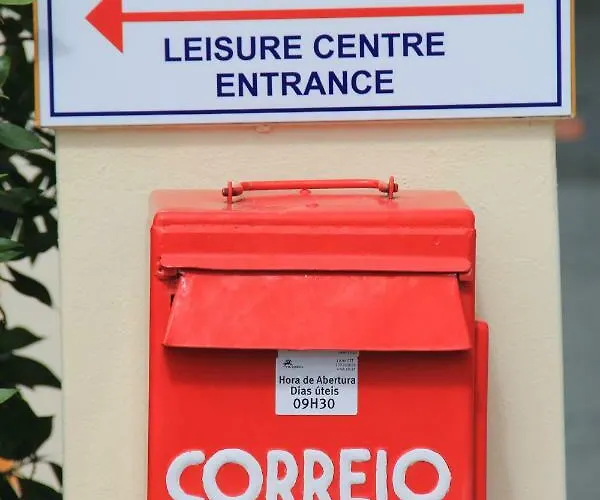 LEISURE CENTRE
ENTRANCE
Hora de Abertura
Dias úteis
09H30
CORREIO